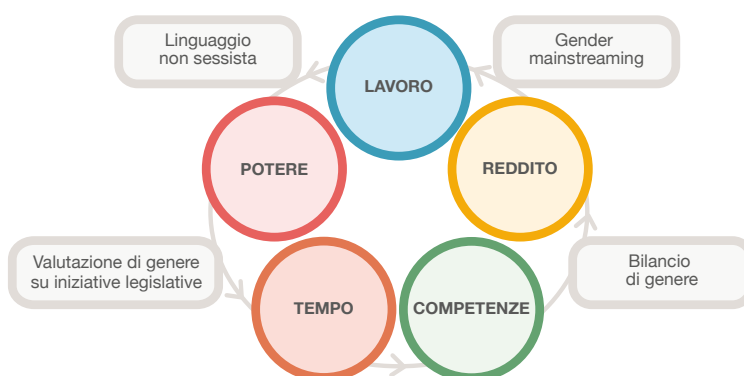 Linguaggio
non sessista
Gender
mainstreaming
LAVORO
POTERE
REDDITO
Valutazione di genere
su iniziative legislative
Bilancio
di genere
TEMPO
COMPETENZE